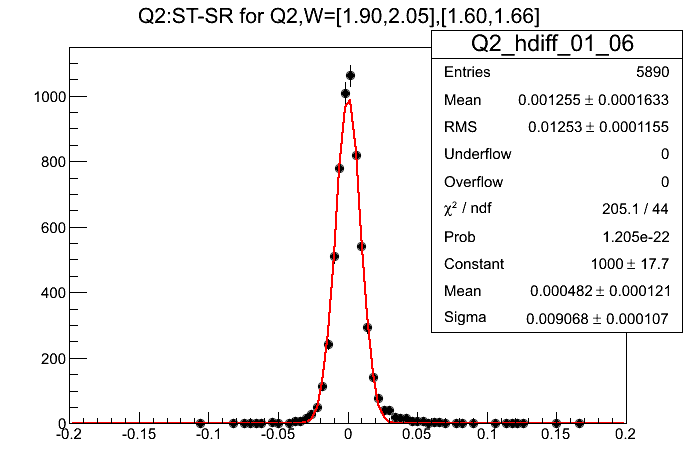 Q2:ST-SR for Q2,W=[1.90,2.05],[1.60,1.66]
Q2_hdiff_01_06
Entries 5890
Mean 0.001255 ± 0.0001633
RMS 0.01253 ± 0.0001155
Underflow 0
Overflow 0
χ² / ndf 205.1 / 44
Prob 1.205e-22
Constant 1000 ± 17.7
Mean 0.000482 ± 0.000121
Sigma 0.009068 ± 0.000107
1000
800
600
400
200
0
-0.2 -0.15 -0.1 -0.05 0 0.05 0.1 0.15 0.2